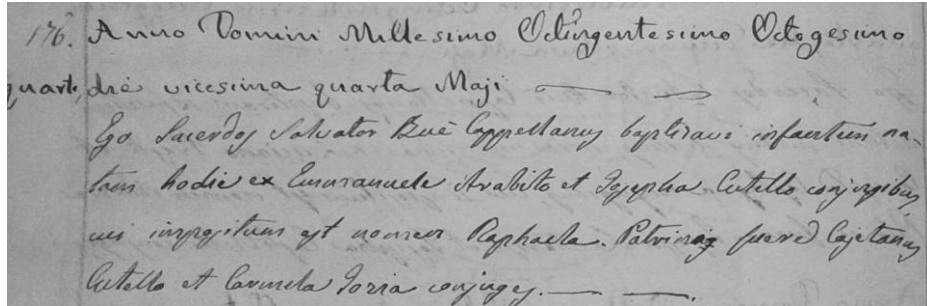 176. Anno Domini Millesimo Octingentesimo Octogesimo
quarto, die vicesima quarta Maji
Ego Sacerdos Salvator Buè Cappellanus baptizavi infantem na-
tam hodie ex Emmanuele Arabito et Josepha Cutello conjugibus,
cui impositum est nomen Raphaela. Patrini fuere Cajetanus
Cutello et Carmela Joria conjuges.